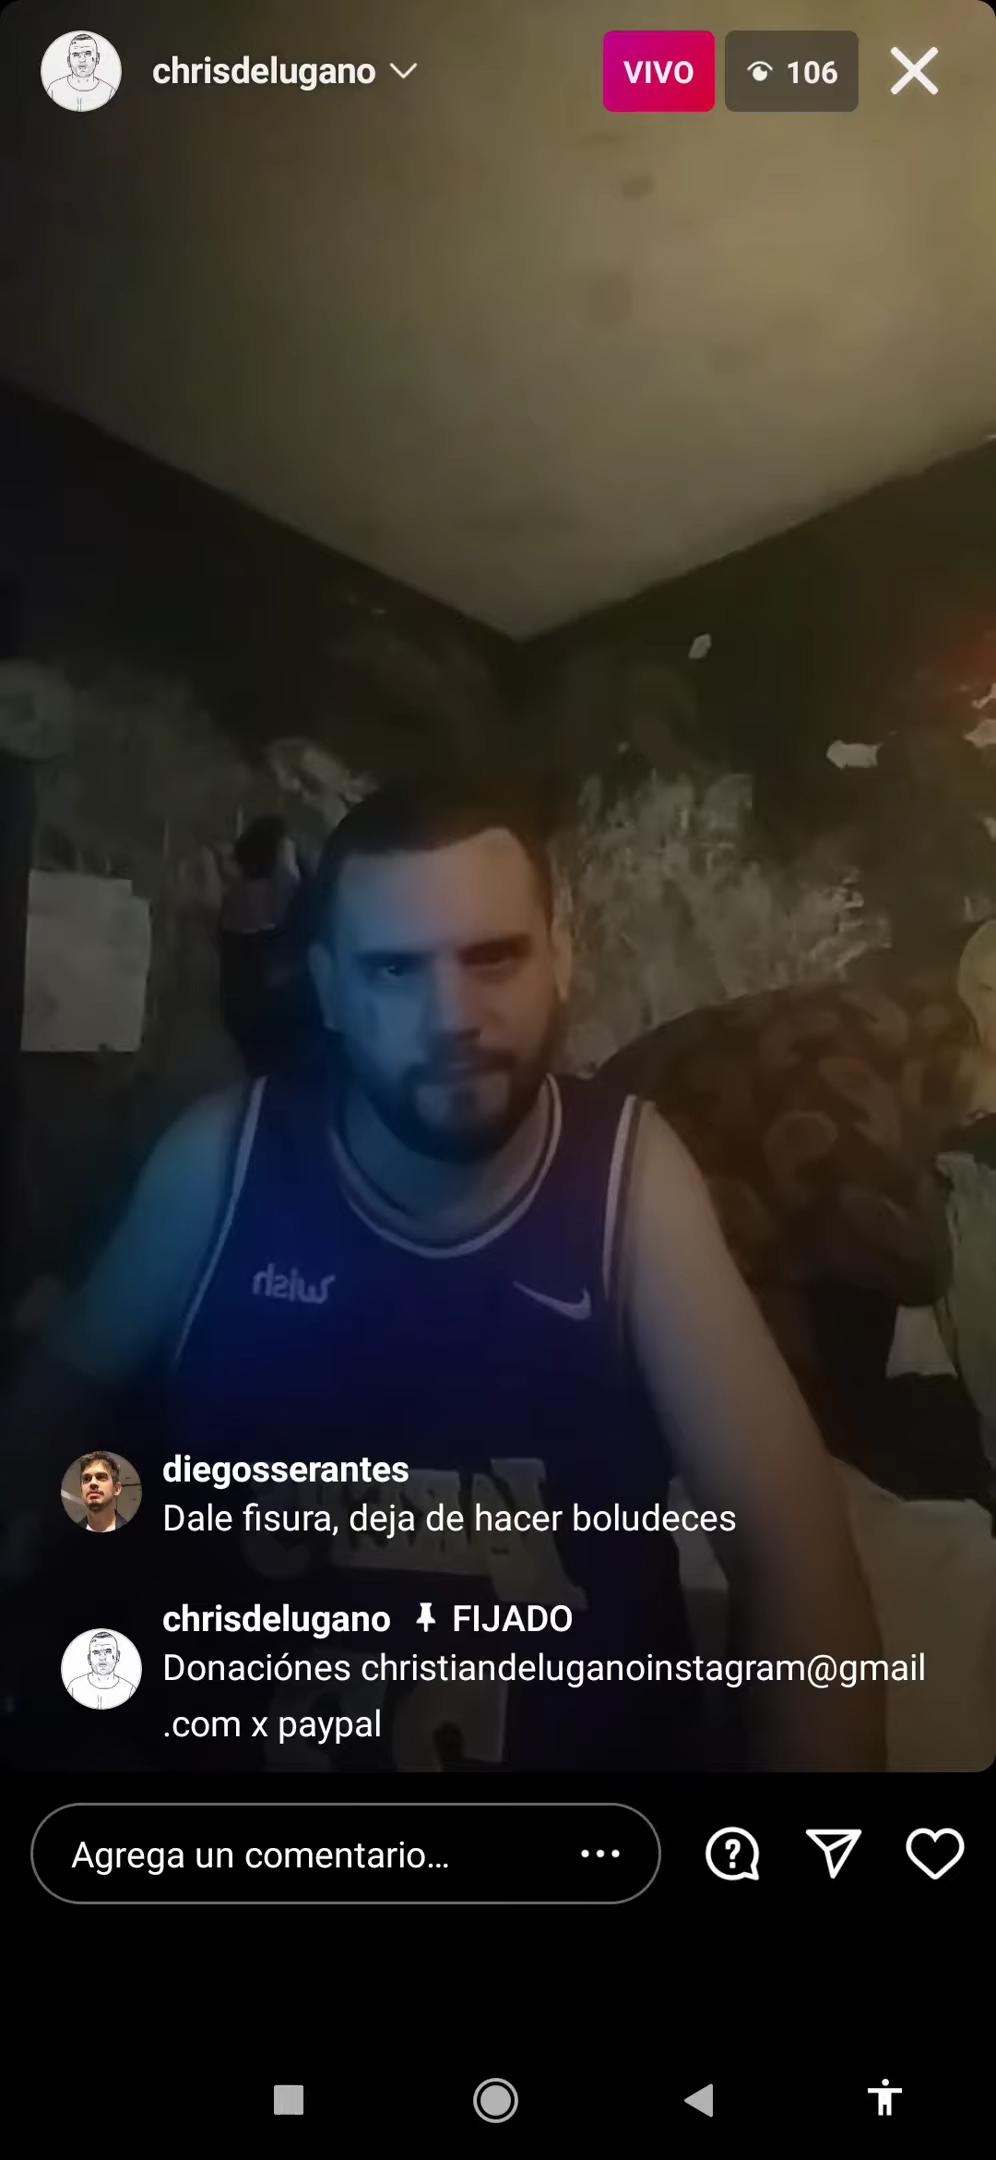 chrisdelugano
VIVO
106
wish
diegosserantes
Dale fisura, deja de hacer boludeces
chrisdelugano FIJADO
Donaciónes christiandeluganoinstagram@gmail
.com x paypal
Agrega un comentario...